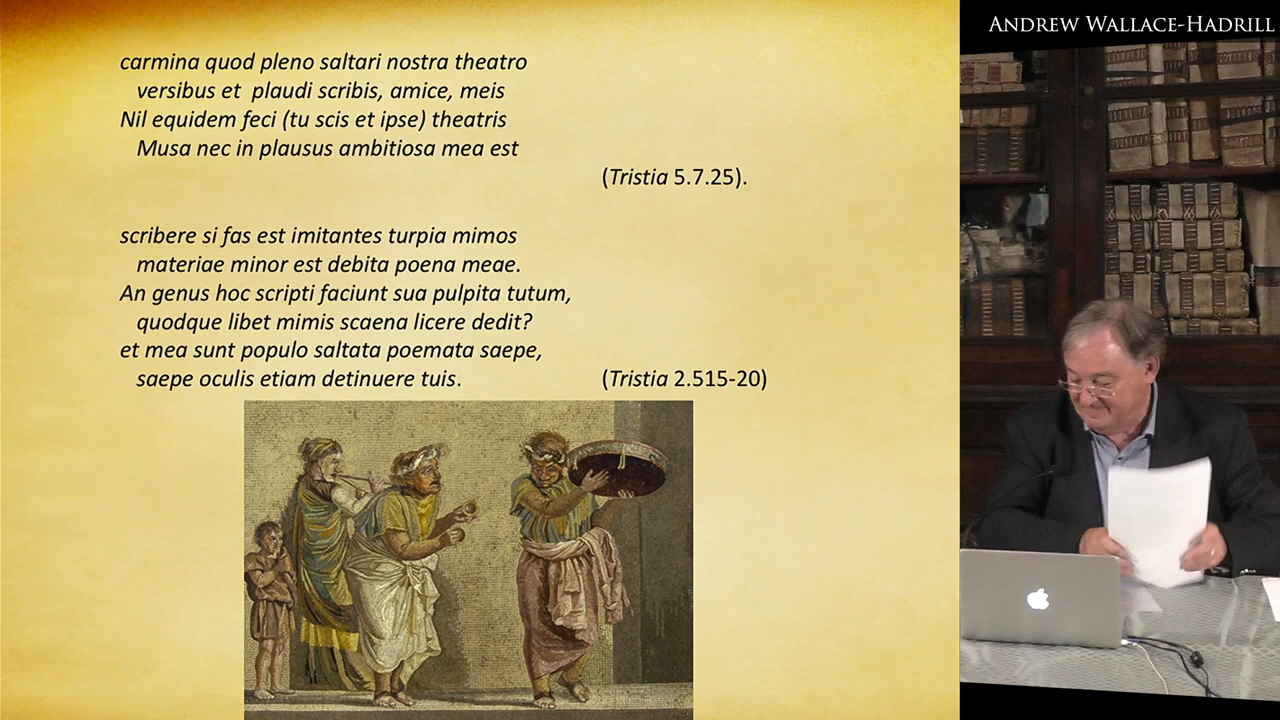 ANDREW WALLACE-HADRILL
carmina quod pleno saltari nostra theatro
versibus et plaudi scribis, amice, meis
Nil equidem feci (tu scis et ipse) theatris
Musa nec in plausus ambitiosa mea est
(Tristia 5.7.25).
scribere si fas est imitantes turpia mimos
materiae minor est debita poena meae.
An genus hoc scripti faciunt sua pulpita tutum,
quodque libet mimis scaena licere dedit?
et mea sunt populo saltata poemata saepe,
saepe oculis etiam detinuere tuis. (Tristia 2.515-20)